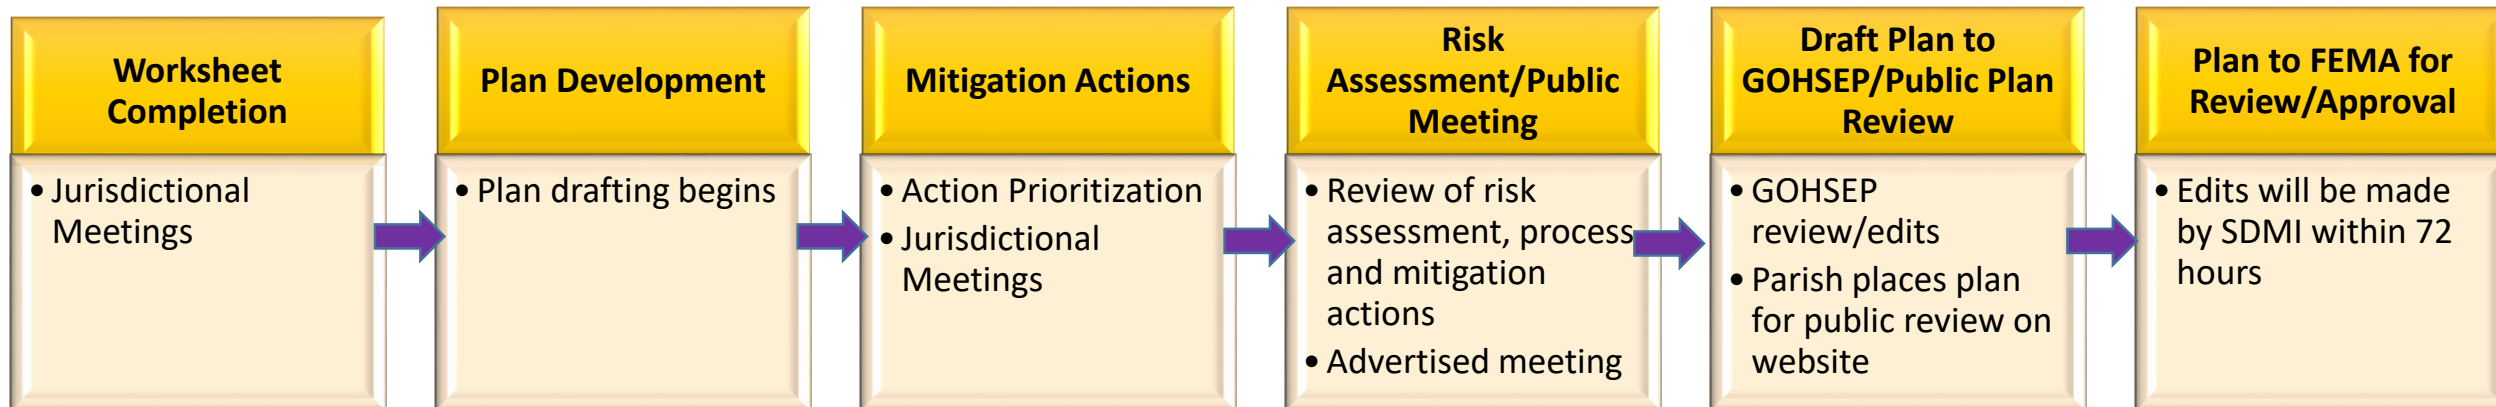 Worksheet
Completion
• Jurisdictional
Meetings
Plan Development
• Plan drafting begins
Mitigation Actions
• Action Prioritization
• Jurisdictional
Meetings
Risk
Assessment/Public
Meeting
• Review of risk
assessment, process
and mitigation
actions
• Advertised meeting
Draft Plan to
GOHSEP/Public Plan
Review
• GOHSEP
review/edits
• Parish places plan
for public review on
website
Plan to FEMA for
Review/Approval
• Edits will be made
by SDMI within 72
hours